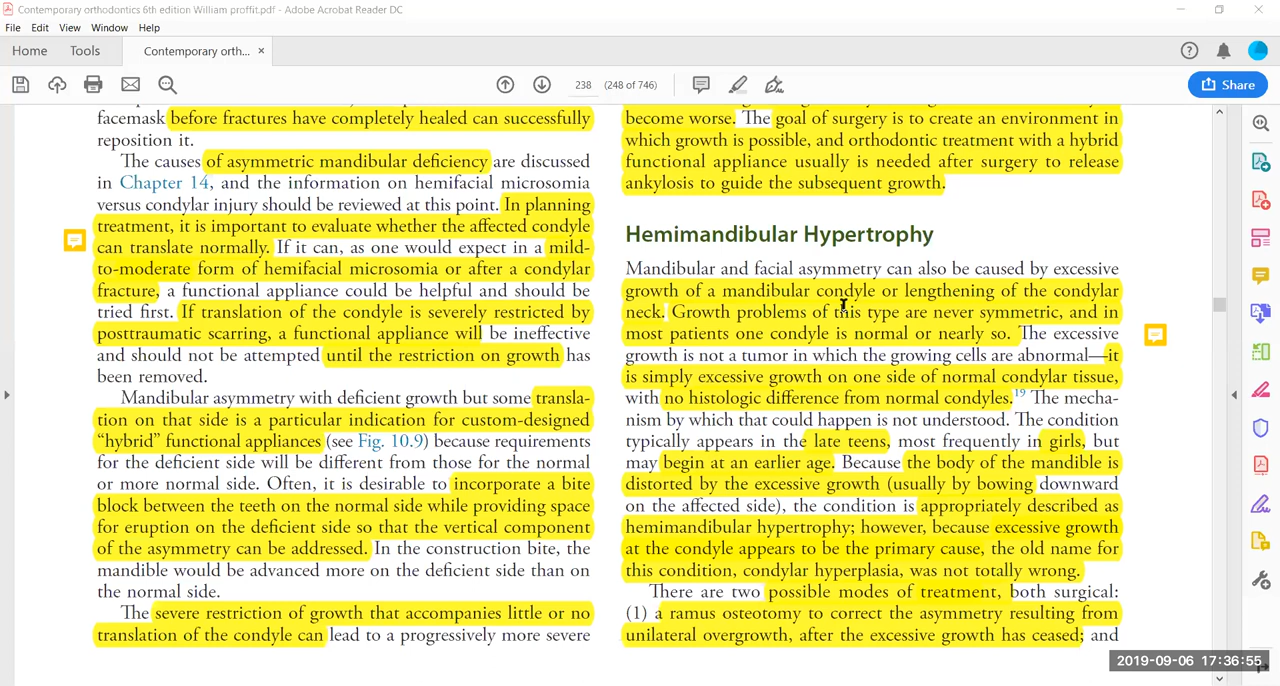 Contemporary orthodontics 6th edition William proffit.pdf - Adobe Acrobat Reader DC
File Edit View Window Help
Home Tools Contemporary orth... ×
238 (248 of 746)
Share
facemask before fractures have completely healed can successfully
reposition it.
The causes of asymmetric mandibular deficiency are discussed
in Chapter 14, and the information on hemifacial microsomia
versus condylar injury should be reviewed at this point. In planning
treatment, it is important to evaluate whether the affected condyle
can translate normally. If it can, as one would expect in a mild-
to-moderate form of hemifacial microsomia or after a condylar
fracture, a functional appliance could be helpful and should be
tried first. If translation of the condyle is severely restricted by
posttraumatic scarring, a functional appliance will be ineffective
and should not be attempted until the restriction on growth has
been removed.
Mandibular asymmetry with deficient growth but some transla-
tion on that side is a particular indication for custom-designed
“hybrid” functional appliances (see Fig. 10.9) because requirements
for the deficient side will be different from those for the normal
or more normal side. Often, it is desirable to incorporate a bite
block between the teeth on the normal side while providing space
for eruption on the deficient side so that the vertical component
of the asymmetry can be addressed. In the construction bite, the
mandible would be advanced more on the deficient side than on
the normal side.
The severe restriction of growth that accompanies little or no
translation of the condyle can lead to a progressively more severe
become worse. The goal of surgery is to create an environment in
which growth is possible, and orthodontic treatment with a hybrid
functional appliance usually is needed after surgery to release
ankylosis to guide the subsequent growth.
Hemimandibular Hypertrophy
Mandibular and facial asymmetry can also be caused by excessive
growth of a mandibular condyle or lengthening of the condylar
neck. Growth problems of this type are never symmetric, and in
most patients one condyle is normal or nearly so. The excessive
growth is not a tumor in which the growing cells are abnormal—it
is simply excessive growth on one side of normal condylar tissue,
with no histologic difference from normal condyles.19 The mecha-
nism by which that could happen is not understood. The condition
typically appears in the late teens, most frequently in girls, but
may begin at an earlier age. Because the body of the mandible is
distorted by the excessive growth (usually by bowing downward
on the affected side), the condition is appropriately described as
hemimandibular hypertrophy; however, because excessive growth
at the condyle appears to be the primary cause, the old name for
this condition, condylar hyperplasia, was not totally wrong.
There are two possible modes of treatment, both surgical:
(1) a ramus osteotomy to correct the asymmetry resulting from
unilateral overgrowth, after the excessive growth has ceased; and
2019-09-06 17:36:55